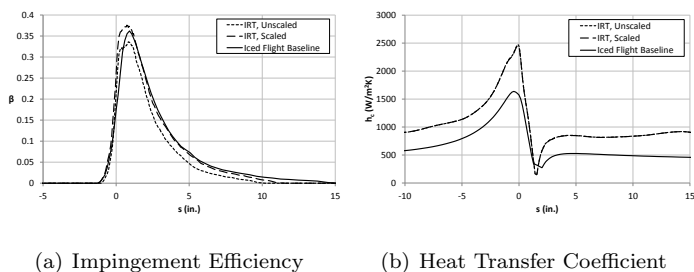 0.4
0.35
0.3
0.25
0.2
0.15
0.1
0.05
0
β
-5
0
5
10
15
s (in.)
IRT, Unscaled
IRT, Scaled
Iced Flight Baseline
(a) Impingement Efficiency
3000
2500
2000
1500
1000
500
0
h_c (W/m²K)
-10
-5
0
5
10
15
s (in.)
IRT, Unscaled
IRT, Scaled
Iced Flight Baseline
(b) Heat Transfer Coefficient